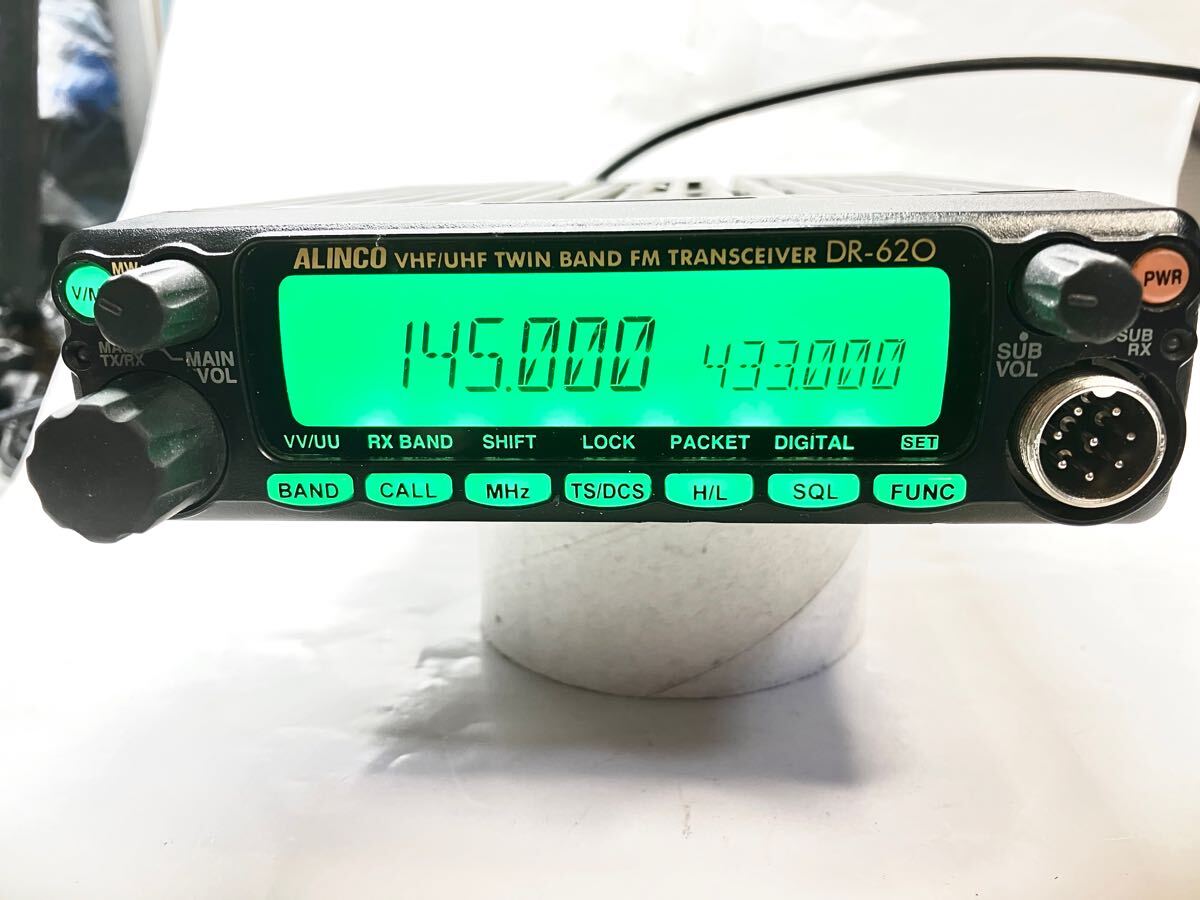 ALINCO VHF/UHF TWIN BAND FM TRANSCEIVER DR-620
MW
V/M
PWR
MAIN
TX/RX
MAIN
VOL
145.000
433.000
SUB
VOL
SUB
RX
VV/UU RX BAND SHIFT LOCK PACKET DIGITAL SET
BAND CALL MHz TS/DCS H/L SQL FUNC